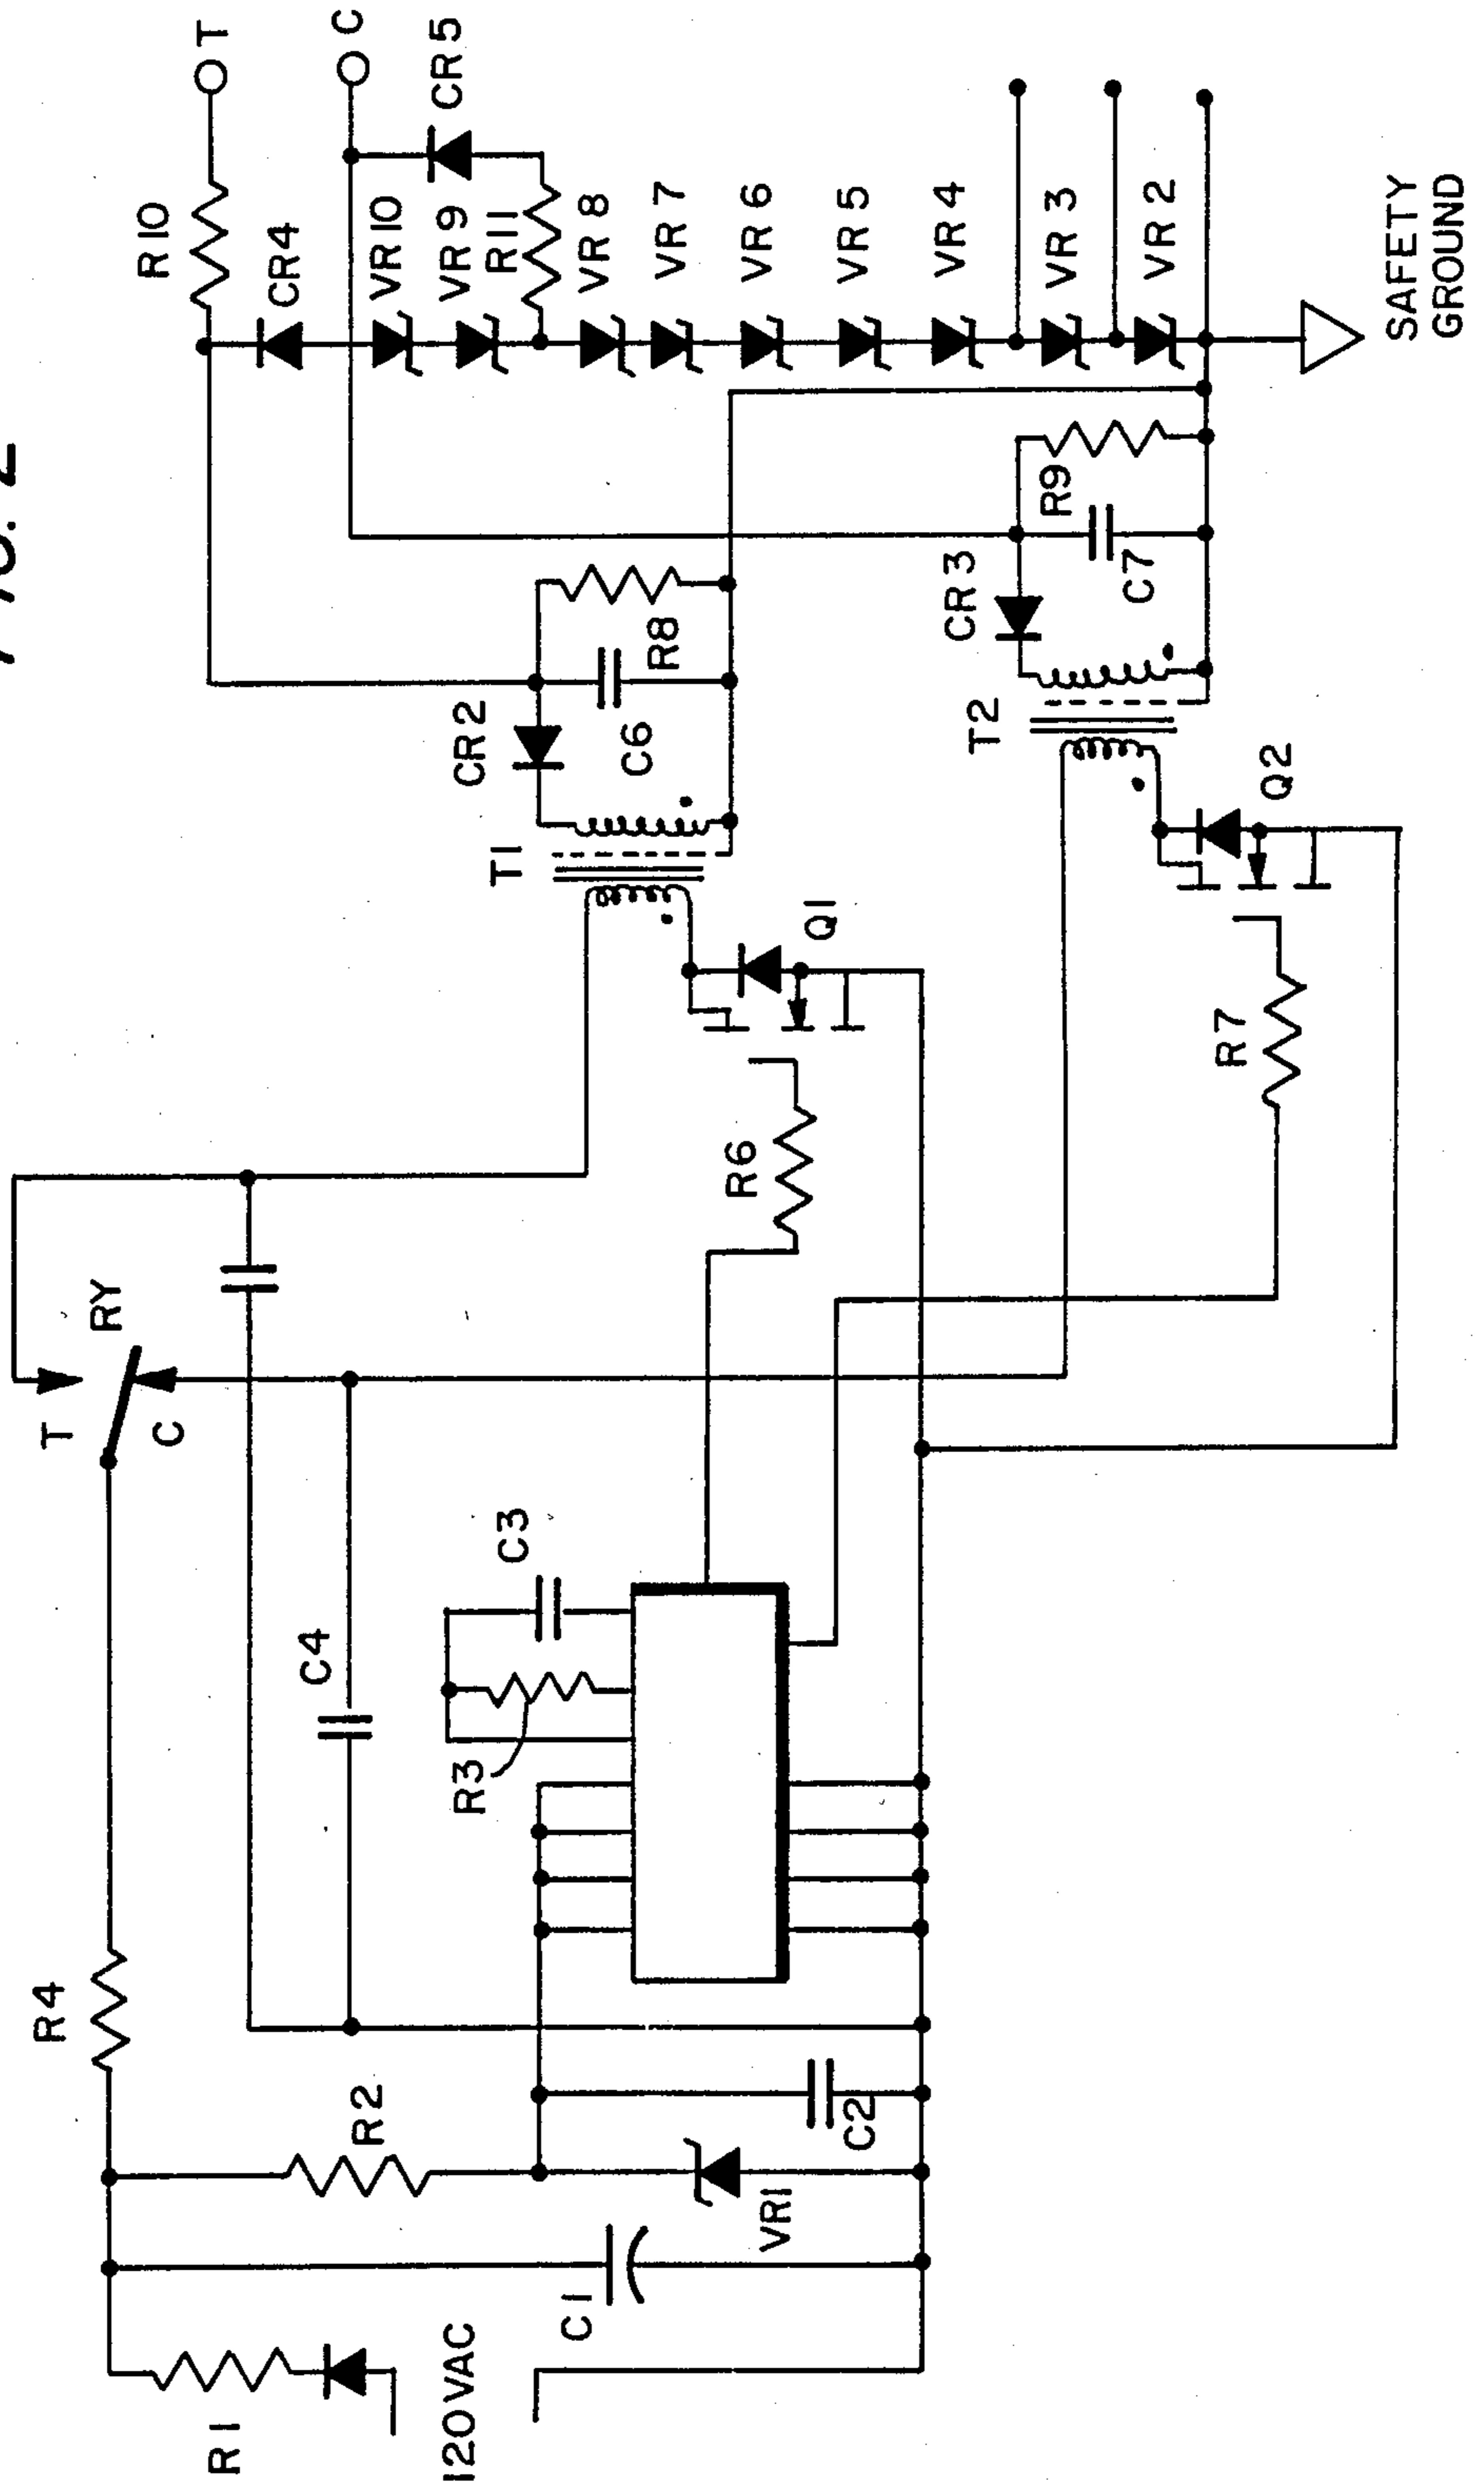 FIG. 2
T
C
R10
CR4
CR5
VR10
VR9
R11
VR8
VR7
VR6
VR5
VR4
VR3
VR2
SAFETY
GROUND
R9
CR3
C7
R8
CR2
C6
T2
T1
Q2
Q1
R7
R6
RY
T
C
C3
C4
R3
R4
R2
C2
VR1
C1
120VAC
R1